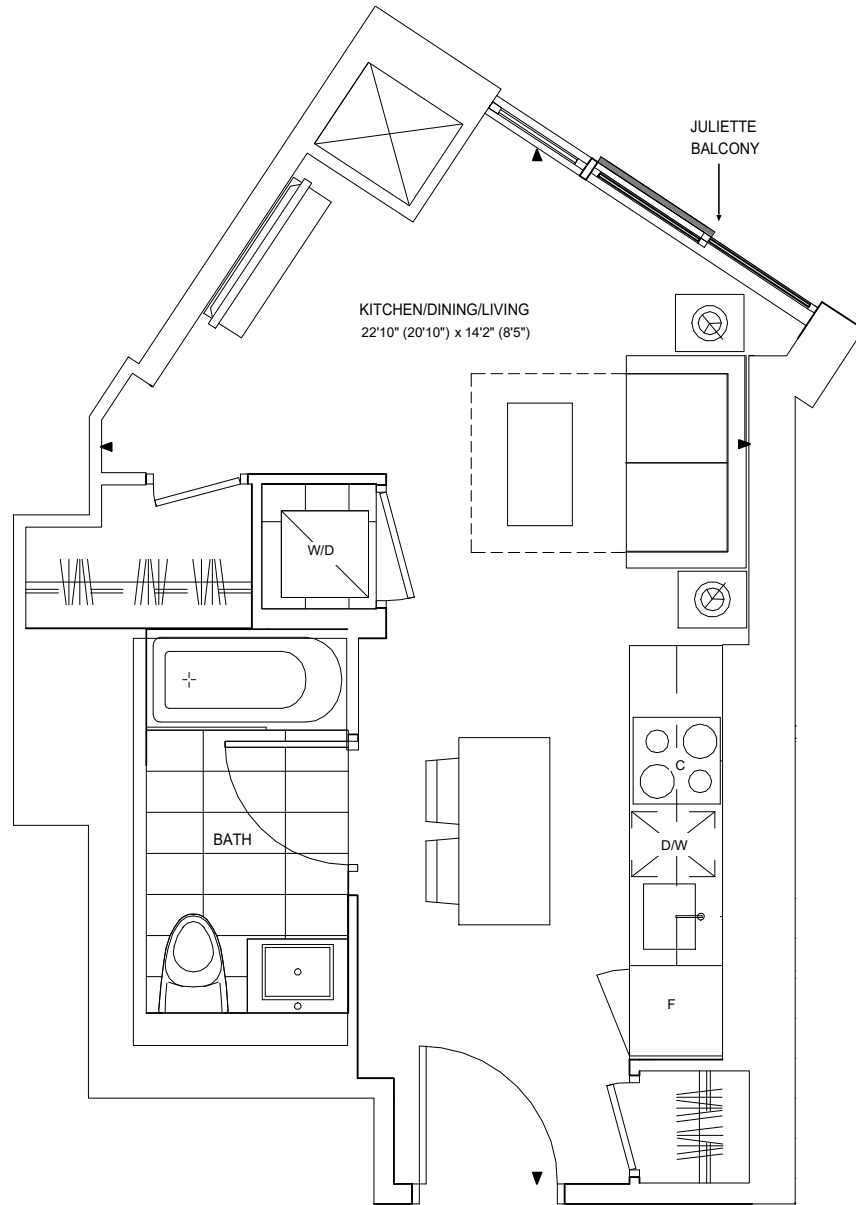 JULIETTE
BALCONY
KITCHEN/DINING/LIVING
22'10" (20'10") x 14'2" (8'5")
W/D
C
BATH
D/W
F